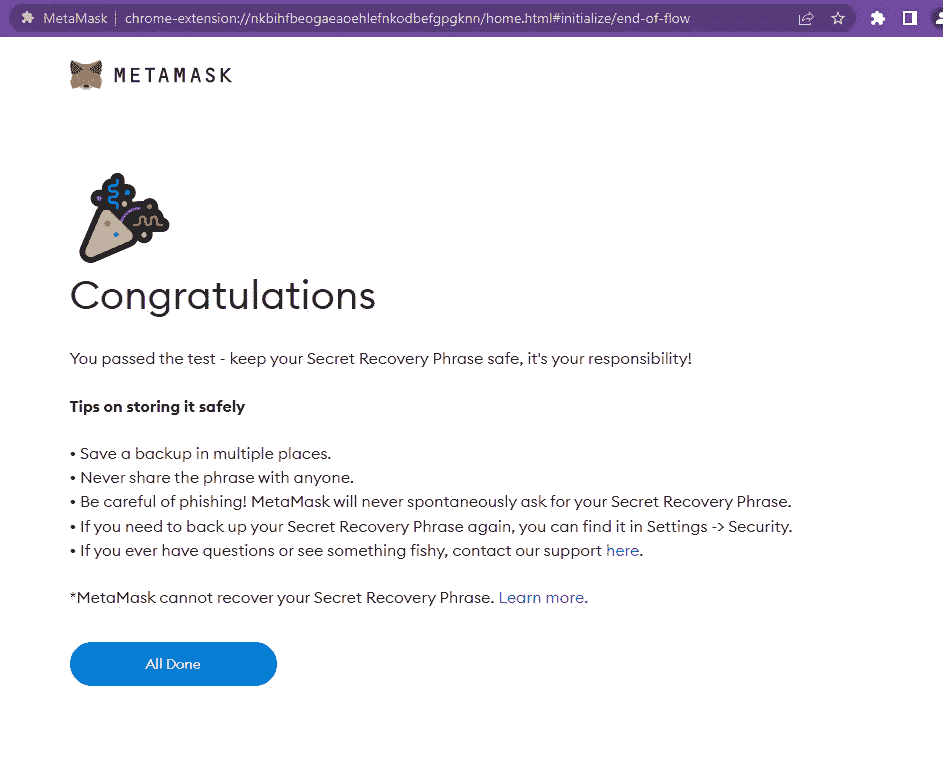 MetaMask chrome-extension://nkbihfbeogaeaoehlefnkodbefgpgknn/home.html#initialize/end-of-flow
METAMASK
Congratulations
You passed the test - keep your Secret Recovery Phrase safe, it's your responsibility!
Tips on storing it safely
• Save a backup in multiple places.
• Never share the phrase with anyone.
• Be careful of phishing! MetaMask will never spontaneously ask for your Secret Recovery Phrase.
• If you need to back up your Secret Recovery Phrase again, you can find it in Settings -> Security.
• If you ever have questions or see something fishy, contact our support here.
*MetaMask cannot recover your Secret Recovery Phrase. Learn more.
All Done